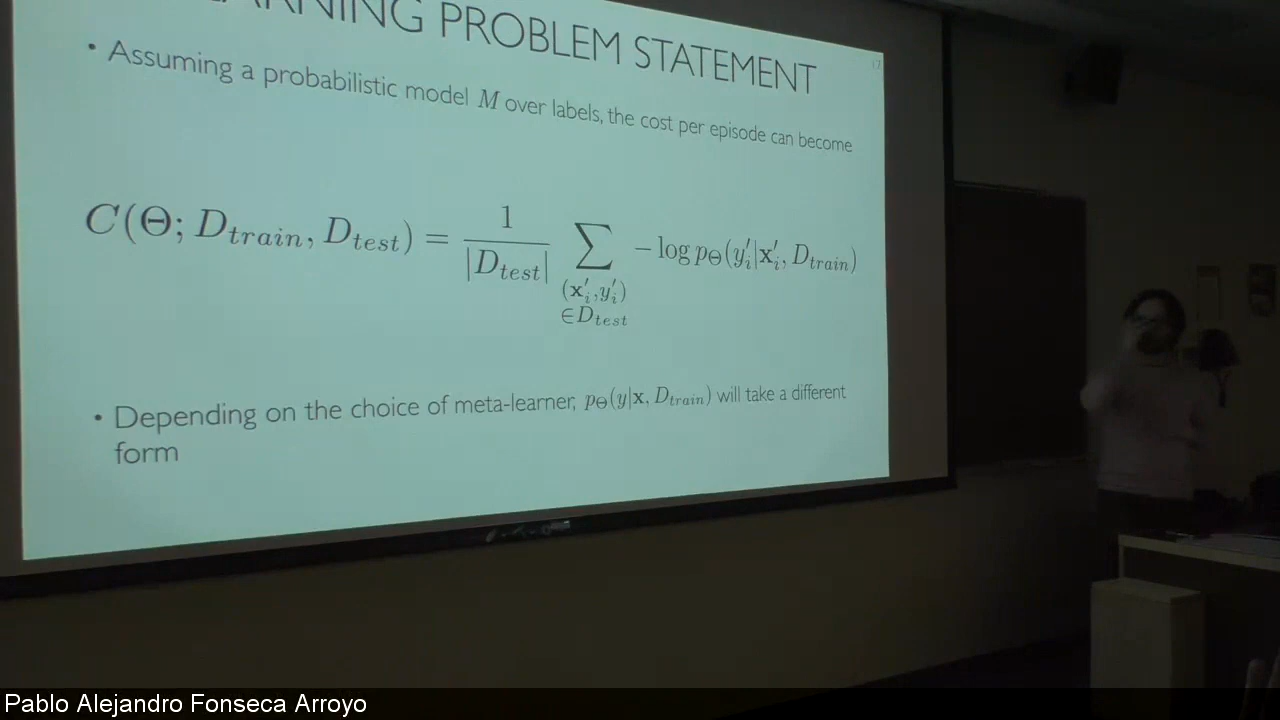 PROBLEM STATEMENT
17
• Assuming a probabilistic model M over labels, the cost per episode can become
C(Θ; D_train, D_test) = 1/|D_test| ∑_{(x′_i, y′_i) ∈ D_test} − log p_Θ(y′_i|x′_i, D_train)
• Depending on the choice of meta-learner, p_Θ(y|x, D_train) will take a different
form
Pablo Alejandro Fonseca Arroyo